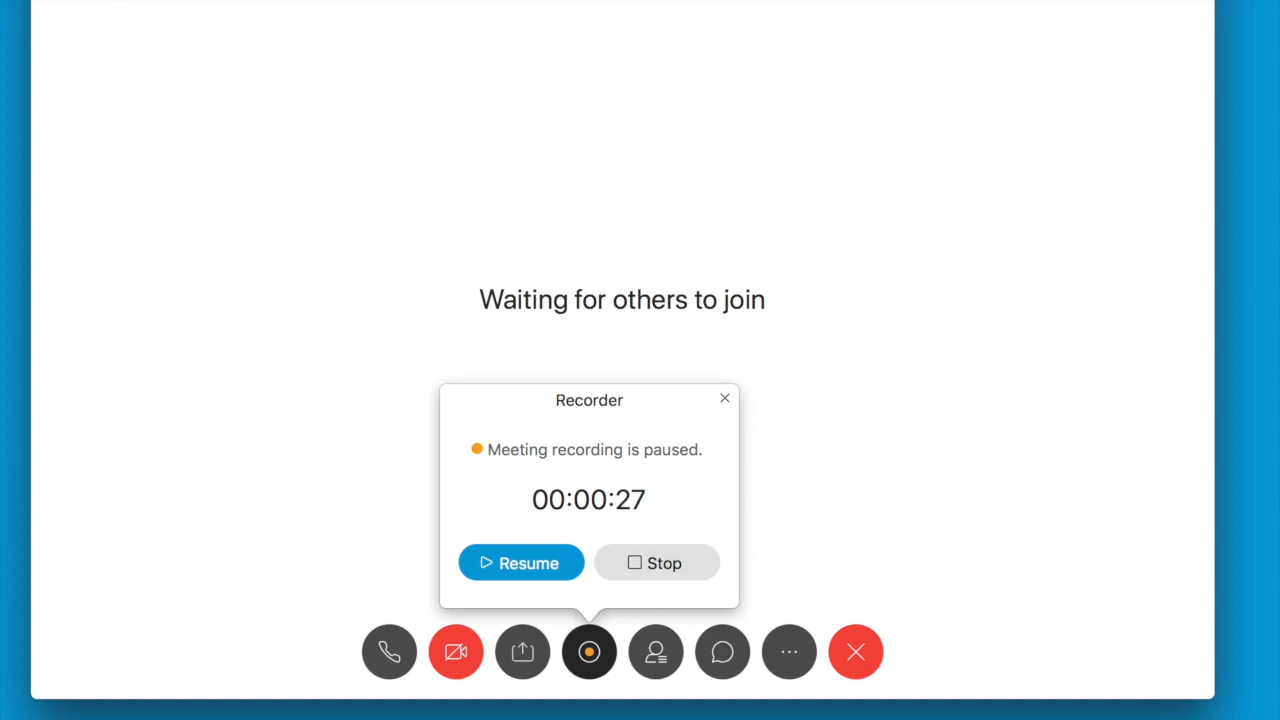 Waiting for others to join
Recorder
Meeting recording is paused.
00:00:27
Resume
Stop